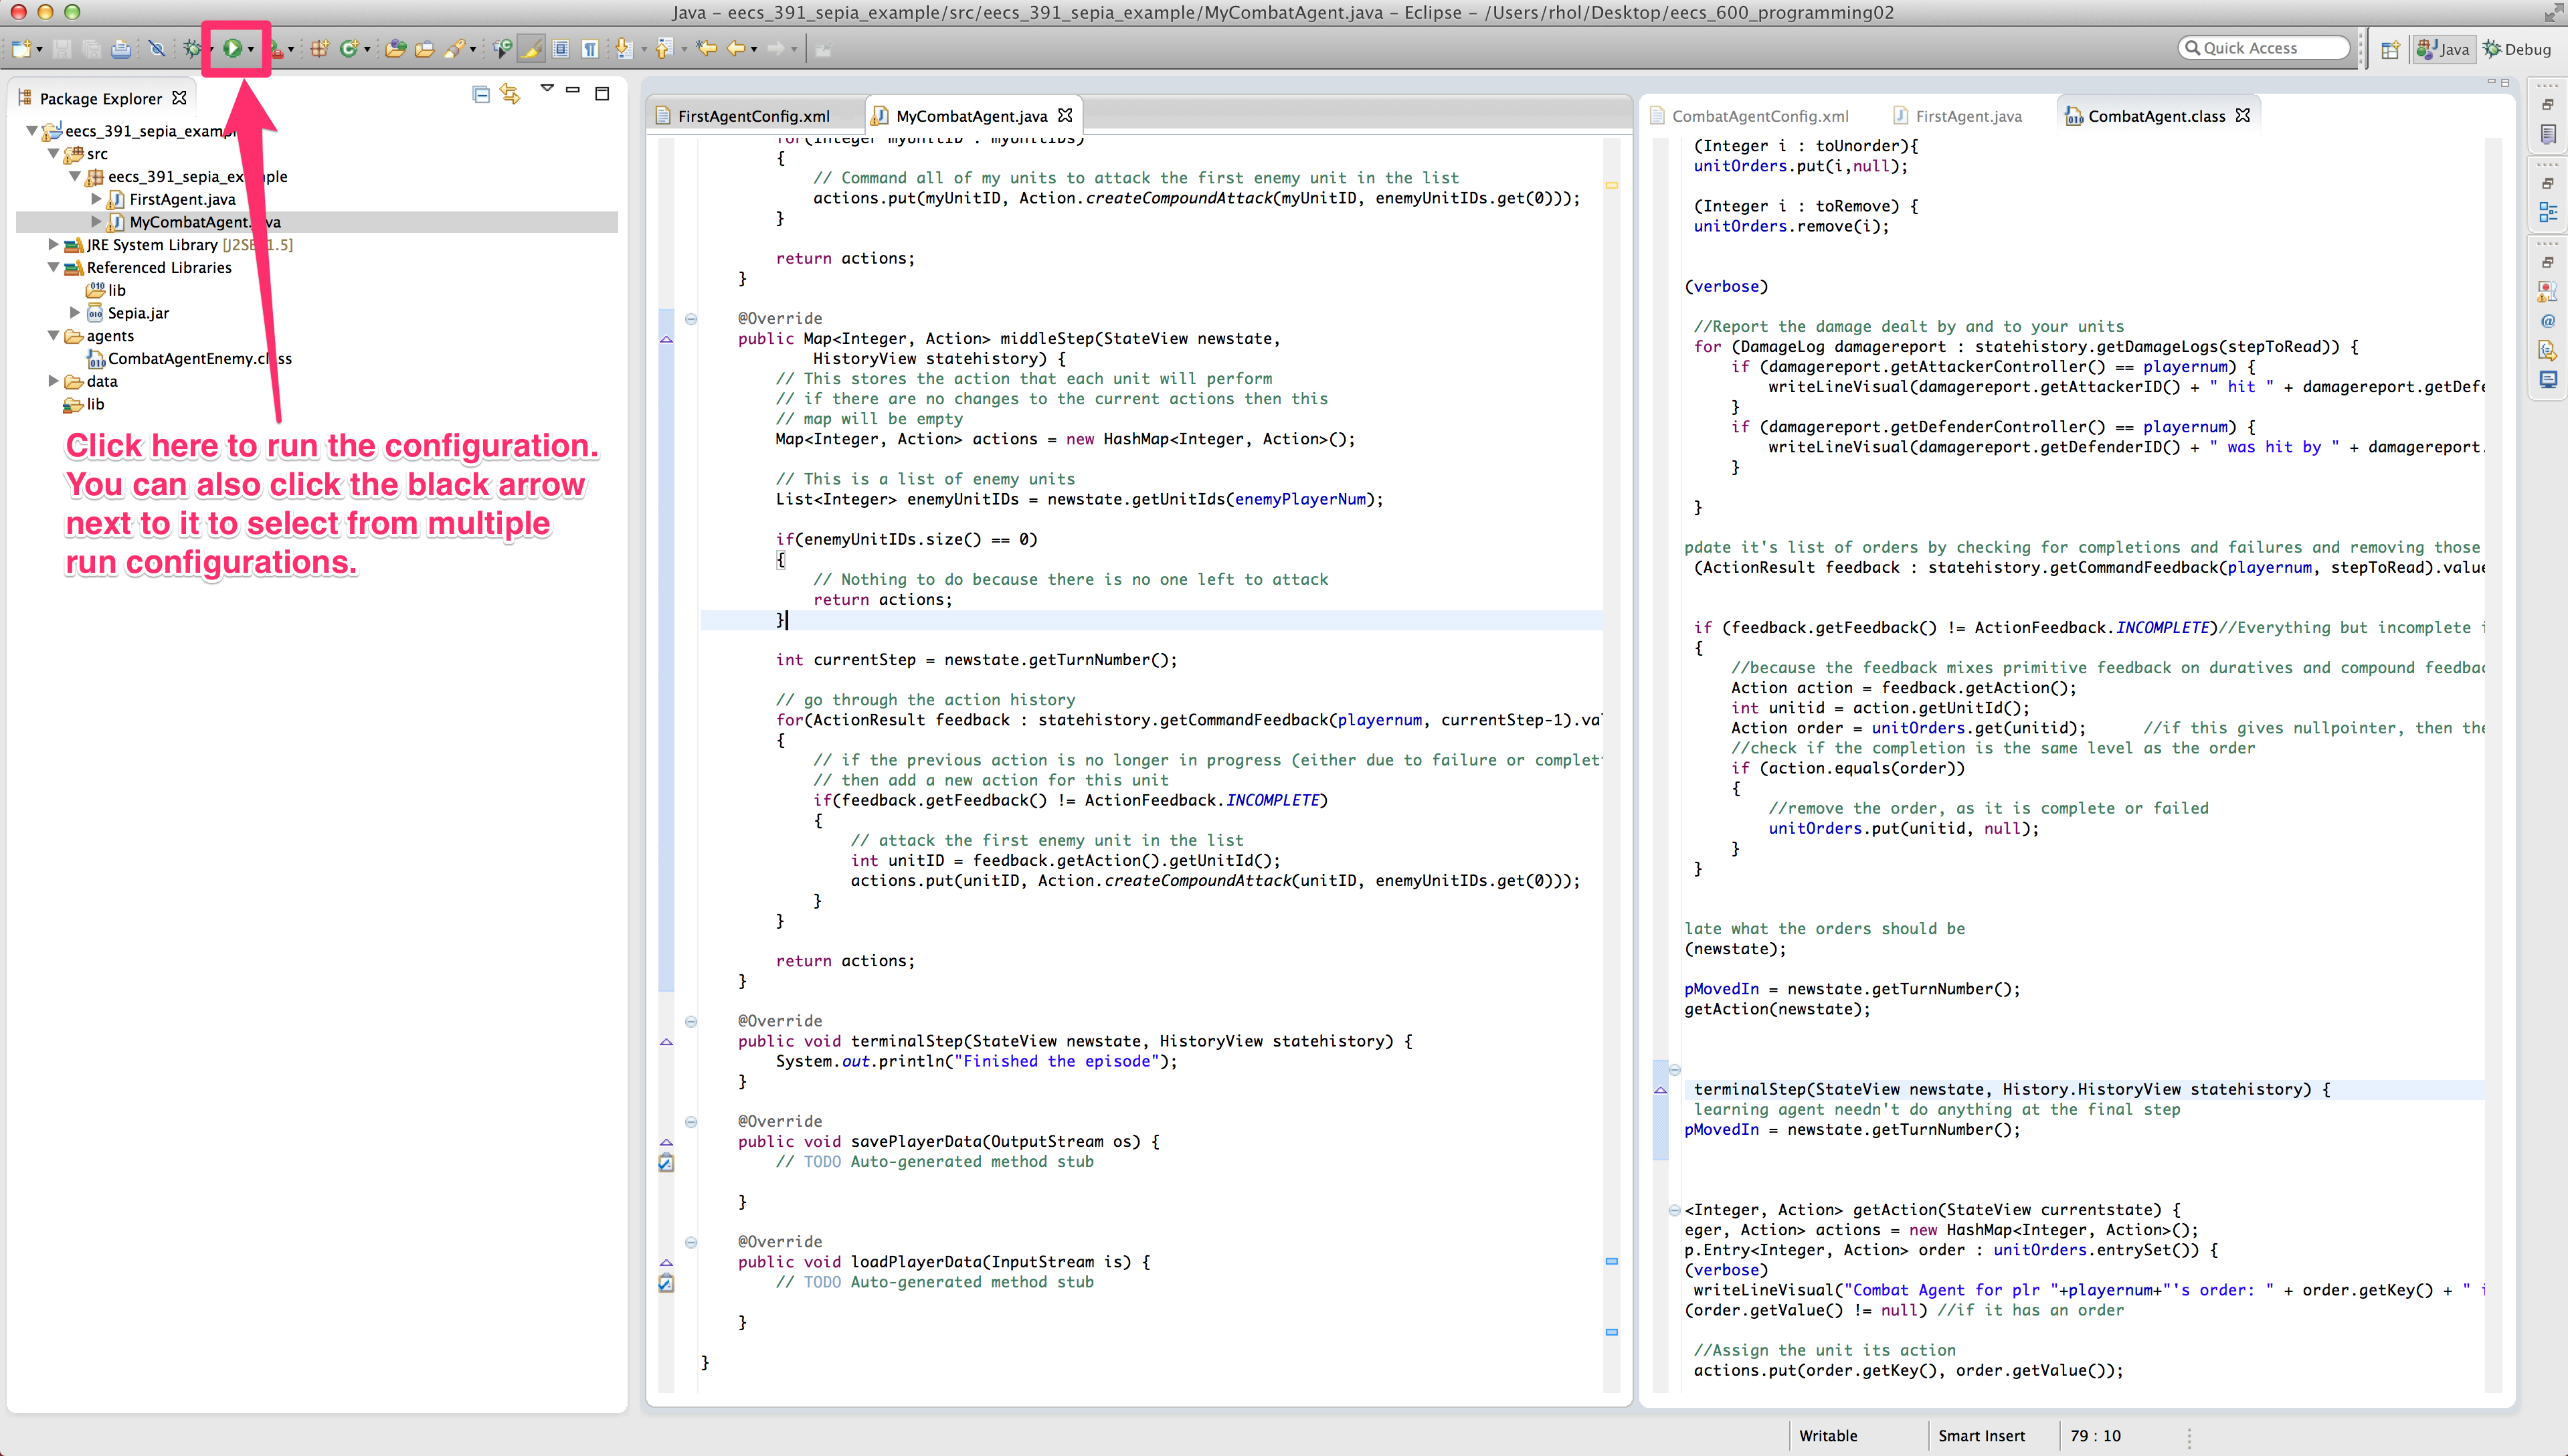 Java – eecs_391_sepia_example/src/eecs_391_sepia_example/MyCombatAgent.java – Eclipse – /Users/rhol/Desktop/eecs_600_programming02
Quick Access
Java
Debug
Package Explorer
eecs_391_sepia_exampl
src
eecs_391_sepia_ex ple
FirstAgent.java
MyCombatAgent.java
JRE System Library [J2SE 1.5]
Referenced Libraries
lib
Sepia.jar
agents
CombatAgentEnemy.cl ss
data
lib
Click here to run the configuration.
You can also click the black arrow
next to it to select from multiple
run configurations.
FirstAgentConfig.xml
MyCombatAgent.java
for(Integer myUnitID : myUnitIDs)
{
// Command all of my units to attack the first enemy unit in the list
actions.put(myUnitID, Action.createCompoundAttack(myUnitID, enemyUnitIDs.get(0)));
}
return actions;
}
@Override
public Map<Integer, Action> middleStep(StateView newstate,
HistoryView statehistory) {
// This stores the action that each unit will perform
// if there are no changes to the current actions then this
// map will be empty
Map<Integer, Action> actions = new HashMap<Integer, Action>();
// This is a list of enemy units
List<Integer> enemyUnitIDs = newstate.getUnitIds(enemyPlayerNum);
if(enemyUnitIDs.size() == 0)
{
// Nothing to do because there is no one left to attack
return actions;
}
int currentStep = newstate.getTurnNumber();
// go through the action history
for(ActionResult feedback : statehistory.getCommandFeedback(playernum, currentStep-1).val
{
// if the previous action is no longer in progress (either due to failure or complet
// then add a new action for this unit
if(feedback.getFeedback() != ActionFeedback.INCOMPLETE)
{
// attack the first enemy unit in the list
int unitID = feedback.getAction().getUnitId();
actions.put(unitID, Action.createCompoundAttack(unitID, enemyUnitIDs.get(0)));
}
}
return actions;
}
@Override
public void terminalStep(StateView newstate, HistoryView statehistory) {
System.out.println("Finished the episode");
}
@Override
public void savePlayerData(OutputStream os) {
// TODO Auto-generated method stub
}
@Override
public void loadPlayerData(InputStream is) {
// TODO Auto-generated method stub
}
}
CombatAgentConfig.xml
FirstAgent.java
CombatAgent.class
(Integer i : toUnorder){
unitOrders.put(i,null);
(Integer i : toRemove) {
unitOrders.remove(i);
(verbose)
//Report the damage dealt by and to your units
for (DamageLog damagereport : statehistory.getDamageLogs(stepToRead)) {
if (damagereport.getAttackerController() == playernum) {
writeLineVisual(damagereport.getAttackerID() + " hit " + damagereport.getDefe
}
if (damagereport.getDefenderController() == playernum) {
writeLineVisual(damagereport.getDefenderID() + " was hit by " + damagereport.
}
}
pdate it's list of orders by checking for completions and failures and removing those
(ActionResult feedback : statehistory.getCommandFeedback(playernum, stepToRead).value
if (feedback.getFeedback() != ActionFeedback.INCOMPLETE)//Everything but incomplete i
{
//because the feedback mixes primitive feedback on duratives and compound feedbac
Action action = feedback.getAction();
int unitid = action.getUnitId();
Action order = unitOrders.get(unitid); //if this gives nullpointer, then the
//check if the completion is the same level as the order
if (action.equals(order))
{
//remove the order, as it is complete or failed
unitOrders.put(unitid, null);
}
}
late what the orders should be
(newstate);
pMovedIn = newstate.getTurnNumber();
getAction(newstate);
terminalStep(StateView newstate, History.HistoryView statehistory) {
learning agent needn't do anything at the final step
pMovedIn = newstate.getTurnNumber();
<Integer, Action> getAction(StateView currentstate) {
eger, Action> actions = new HashMap<Integer, Action>();
p.Entry<Integer, Action> order : unitOrders.entrySet()) {
(verbose)
writeLineVisual("Combat Agent for plr "+playernum+"'s order: " + order.getKey() + " i
(order.getValue() != null) //if it has an order
//Assign the unit its action
actions.put(order.getKey(), order.getValue());
Writable
Smart Insert
79 : 10